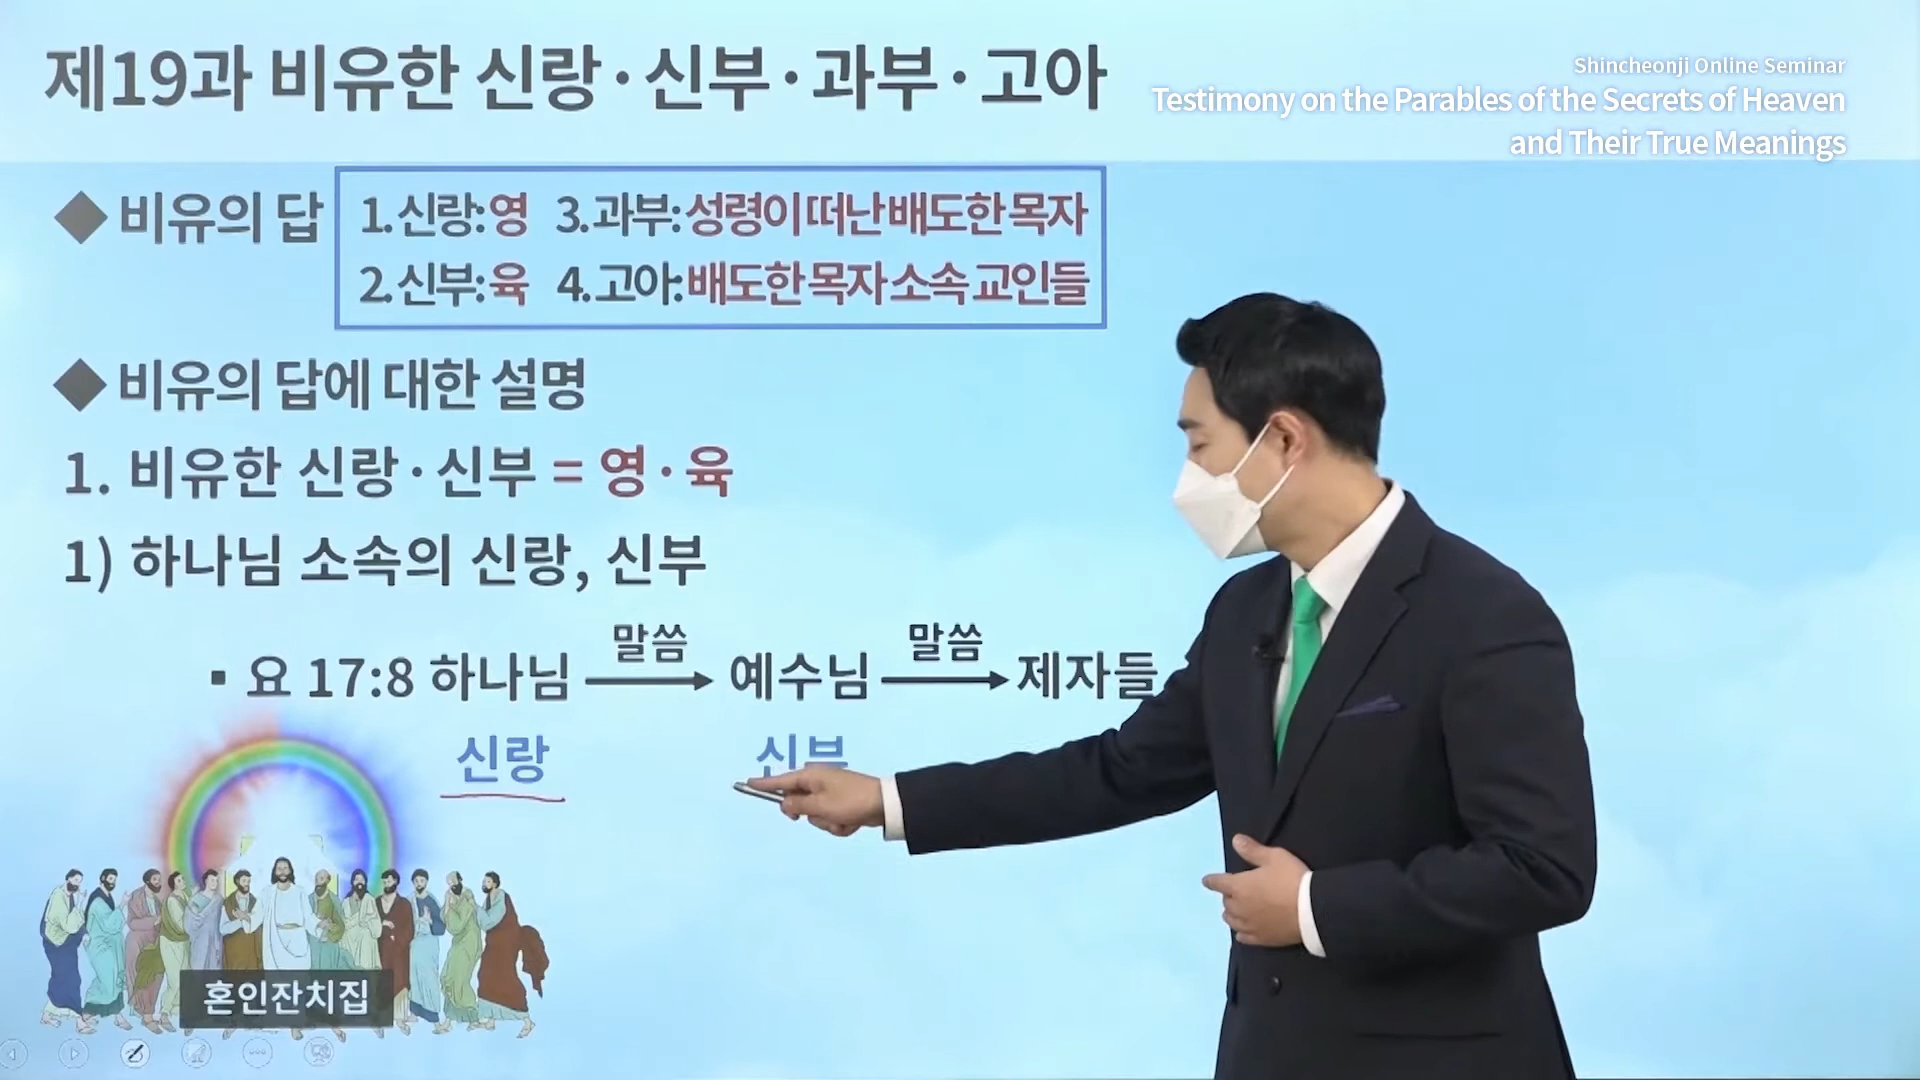 제19과 비유한 신랑·신부·과부·고아
Shincheonji Online Seminar
Testimony on the Parables of the Secrets of Heaven
and Their True Meanings
◆ 비유의 답
1. 신랑: 영 3. 과부: 성령이 떠난 배도한 목자
2. 신부: 육 4. 고아: 배도한 목자 소속 교인들
◆ 비유의 답에 대한 설명
1. 비유한 신랑·신부 = 영·육
1) 하나님 소속의 신랑, 신부
말씀 말씀
▪ 요 17:8 하나님 → 예수님 → 제자들
신랑 신부
혼인잔치집